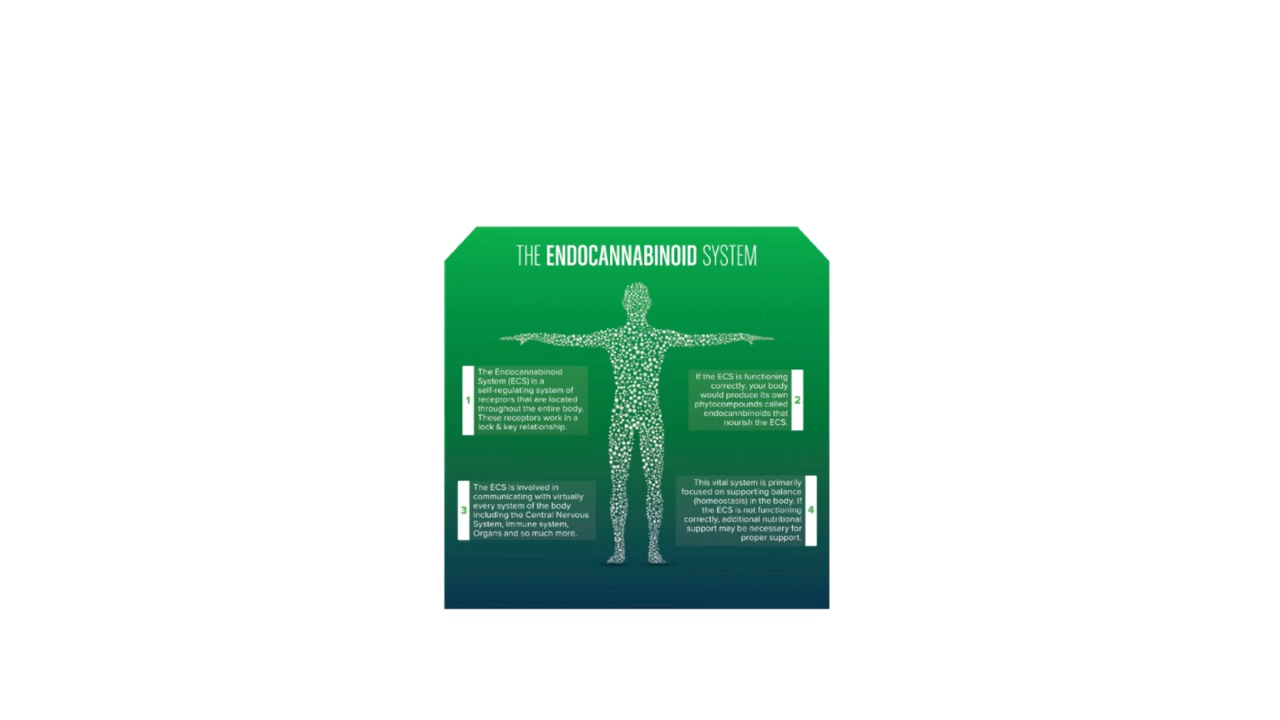 THE ENDOCANNABINOID SYSTEM
1
The Endocannabinoid
System (ECS) is a
self-regulating system of
receptors that are located
throughout the entire body.
These receptors work in a
lock & key relationship.
If the ECS is functioning
correctly, your body
would produce its own
phytocompounds called
endocannbinoids that
nourish the ECS.
2
3
The ECS is involved in
communicating with virtually
every system of the body
including the Central Nervous
System, Immune system,
Organs and so much more.
This vital system is primarily
focused on supporting balance
(homeostasis) in the body. If
the ECS is not functioning
correctly, additional nutritional
support may be necessary for
proper support.
4